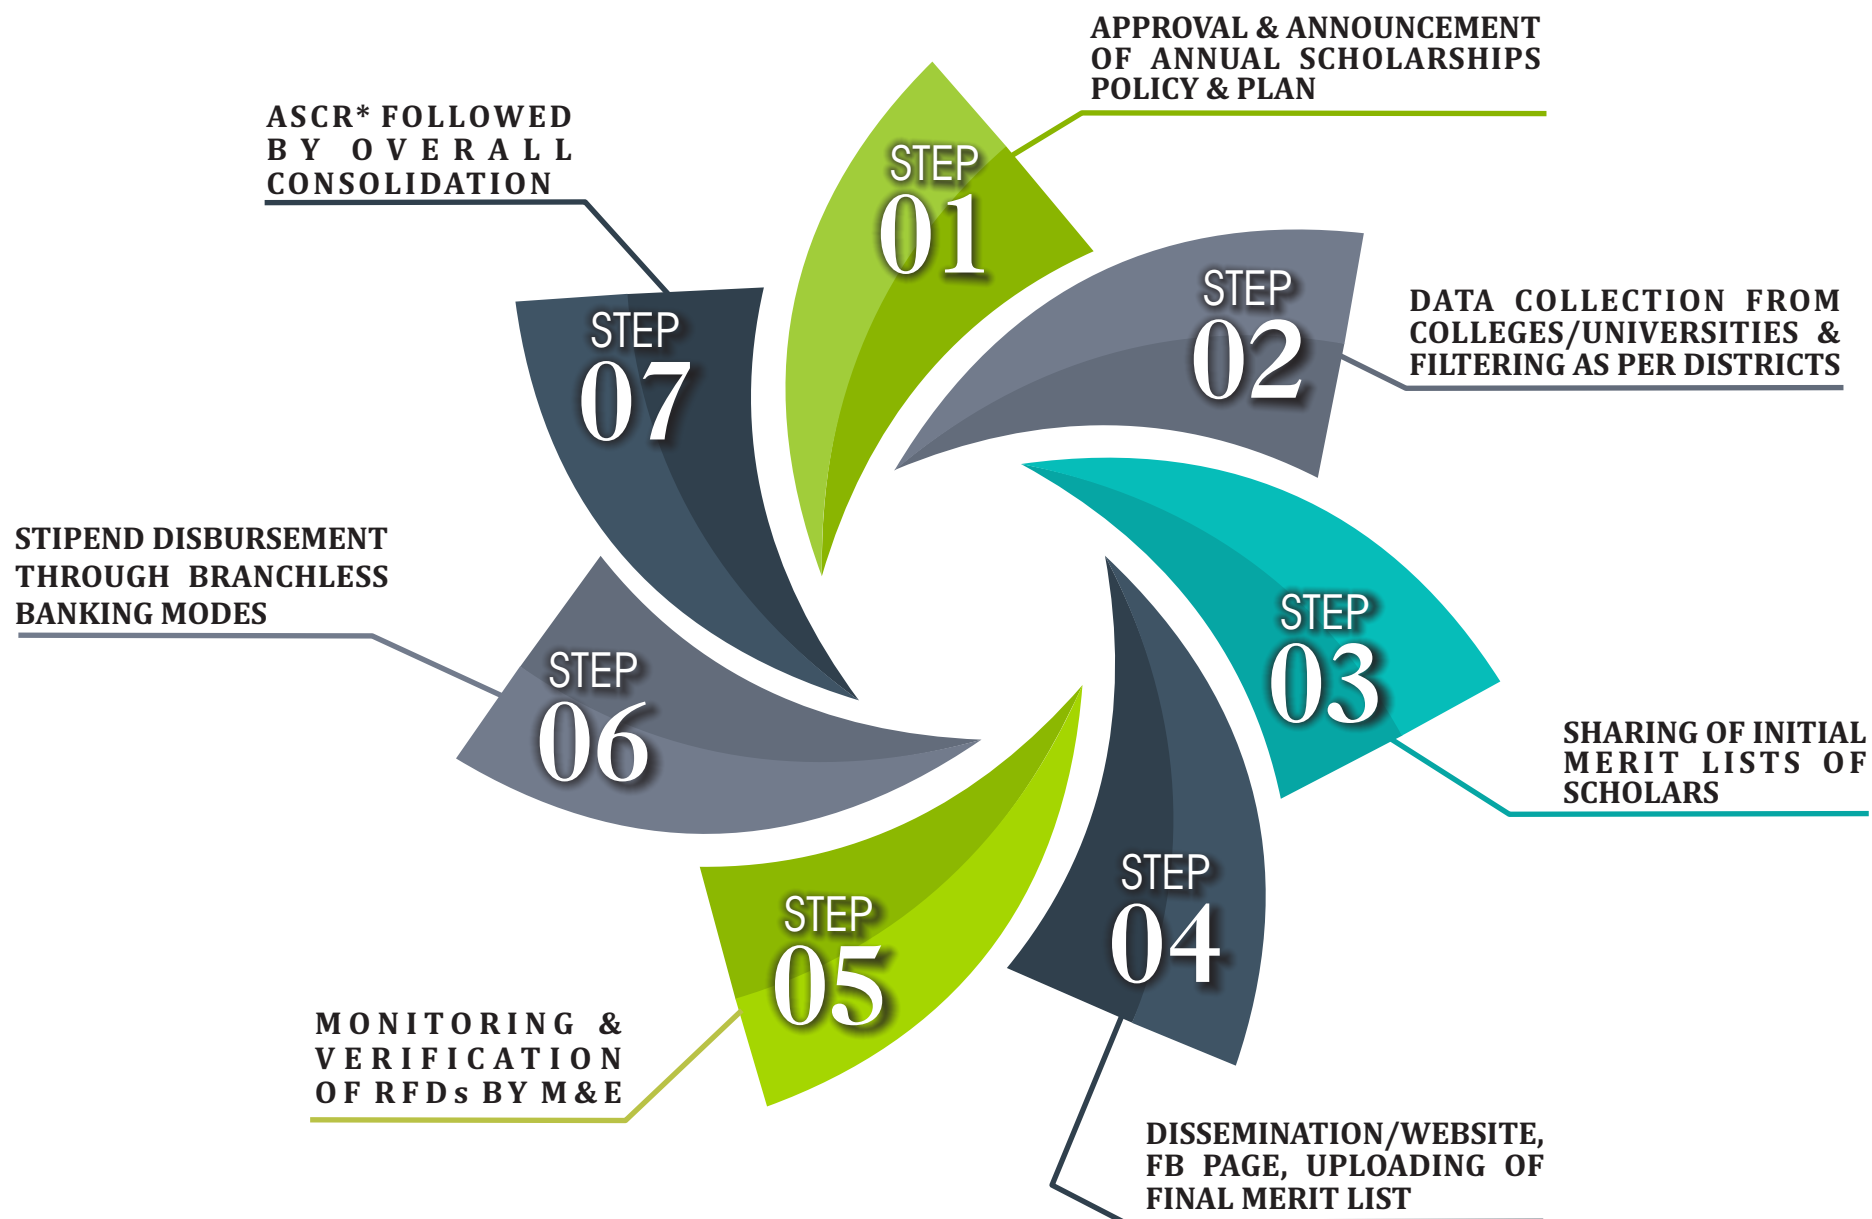 APPROVAL & ANNOUNCEMENT
OF ANNUAL SCHOLARSHIPS
POLICY & PLAN
STEP
01
DATA COLLECTION FROM
COLLEGES/UNIVERSITIES &
FILTERING AS PER DISTRICTS
STEP
02
SHARING OF INITIAL
MERIT LISTS OF
SCHOLARS
STEP
03
DISSEMINATION/WEBSITE,
FB PAGE, UPLOADING OF
FINAL MERIT LIST
STEP
04
MONITORING &
VERIFICATION
OF RFDs BY M&E
STEP
05
STIPEND DISBURSEMENT
THROUGH BRANCHLESS
BANKING MODES
STEP
06
ASCR* FOLLOWED
BY OVERALL
CONSOLIDATION
STEP
07